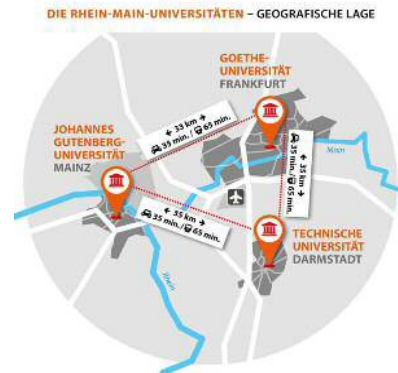 DIE RHEIN-MAIN-UNIVERSITÄTEN – GEOGRAFISCHE LAGE
GOETHE-
UNIVERSITÄT
FRANKFURT
JOHANNES
GUTENBERG-
UNIVERSITÄT
MAINZ
← 33 km →
35 min. / 65 min.
Main
← 35 km →
35 min. / 65 min.
← 35 km →
35 min. / 65 min.
TECHNISCHE
UNIVERSITÄT
DARMSTADT
Rhein